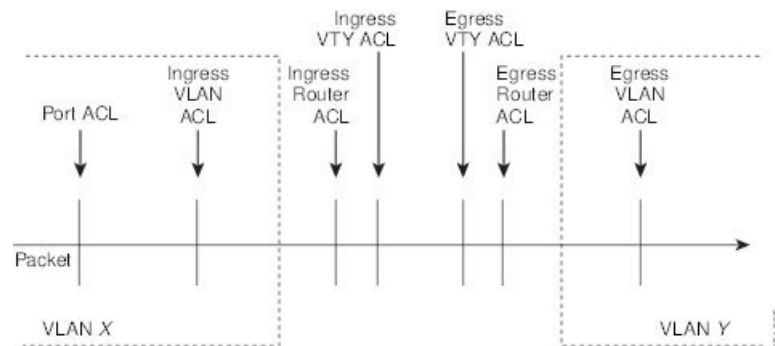 Ingress
VTY ACL
Egress
VTY ACL
Port ACL
Ingress
VLAN
ACL
Ingress
Router
ACL
Egress
Router
ACL
Egress
VLAN
ACL
Packet
VLAN X
VLAN Y